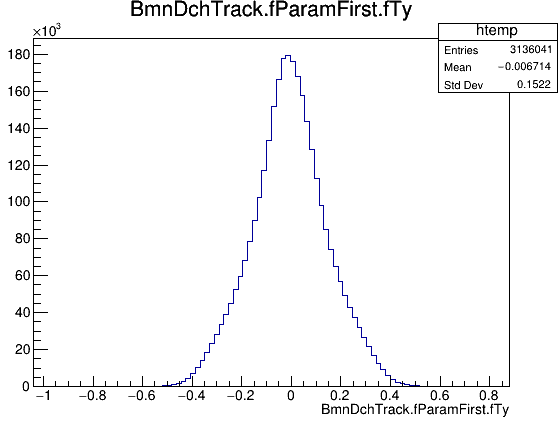 BmnDchTrack.fParamFirst.fTy
×10³
htemp
Entries 3136041
Mean −0.006714
Std Dev 0.1522
180
160
140
120
100
80
60
40
20
0
−1 −0.8 −0.6 −0.4 −0.2 0 0.2 0.4 0.6 0.8
BmnDchTrack.fParamFirst.fTy